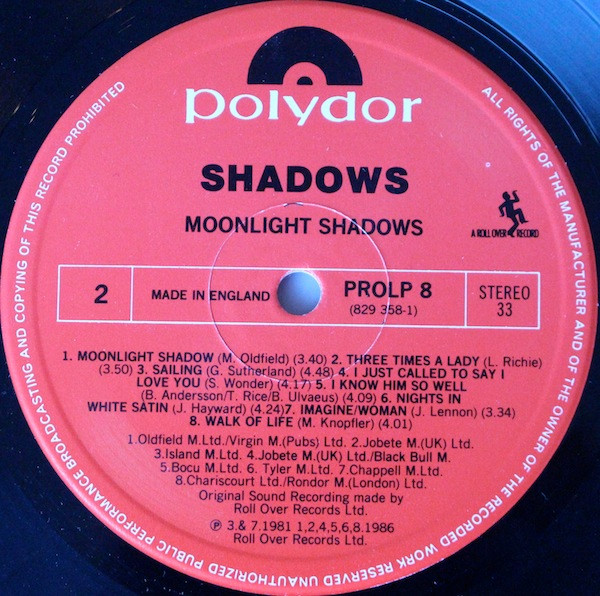 polydor
SHADOWS
MOONLIGHT SHADOWS
A ROLL OVER RECORD
2
MADE IN ENGLAND
PROLP 8
(829 358-1)
STEREO
33
1. MOONLIGHT SHADOW (M. Oldfield) (3.40) 2. THREE TIMES A LADY (L. Richie)
(3.50) 3. SAILING (G. Sutherland) (4.48) 4. I JUST CALLED TO SAY I
LOVE YOU (S. Wonder) (4.17) 5. I KNOW HIM SO WELL
(B. Andersson/T. Rice/B. Ulvaeus) (4.09) 6. NIGHTS IN
WHITE SATIN (J. Hayward) (4.24) 7. IMAGINE/WOMAN (J. Lennon) (3.34)
8. WALK OF LIFE (M. Knopfler) (4.01)
1.Oldfield M.Ltd./Virgin M.(Pubs) Ltd. 2.Jobete M.(UK) Ltd.
3.Island M.Ltd. 4.Jobete M.(UK) Ltd./Black Bull M.
5.Bocu M.Ltd. 6. Tyler M.Ltd. 7.Chappell M.Ltd.
8.Chariscourt Ltd./Rondor M.(London) Ltd.
Original Sound Recording made by
Roll Over Records Ltd.
℗ 3.& 7.1981 1,2,4,5,6,8.1986
Roll Over Records Ltd.
ALL RIGHTS OF THE MANUFACTURER AND OF THE OWNER OF THE RECORDED WORK RESERVED UNAUTHORIZED PUBLIC PERFORMANCE BROADCASTING AND COPYING OF THIS RECORD PROHIBITED